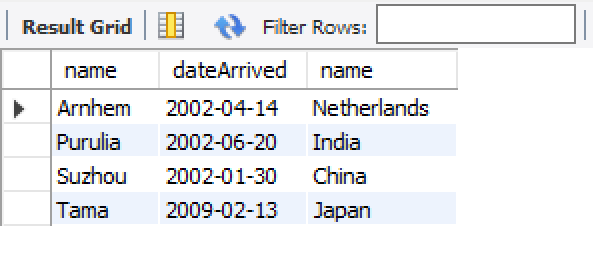 Result Grid Filter Rows:
name dateArrived name
Arnhem 2002-04-14 Netherlands
Purulia 2002-06-20 India
Suzhou 2002-01-30 China
Tama 2009-02-13 Japan